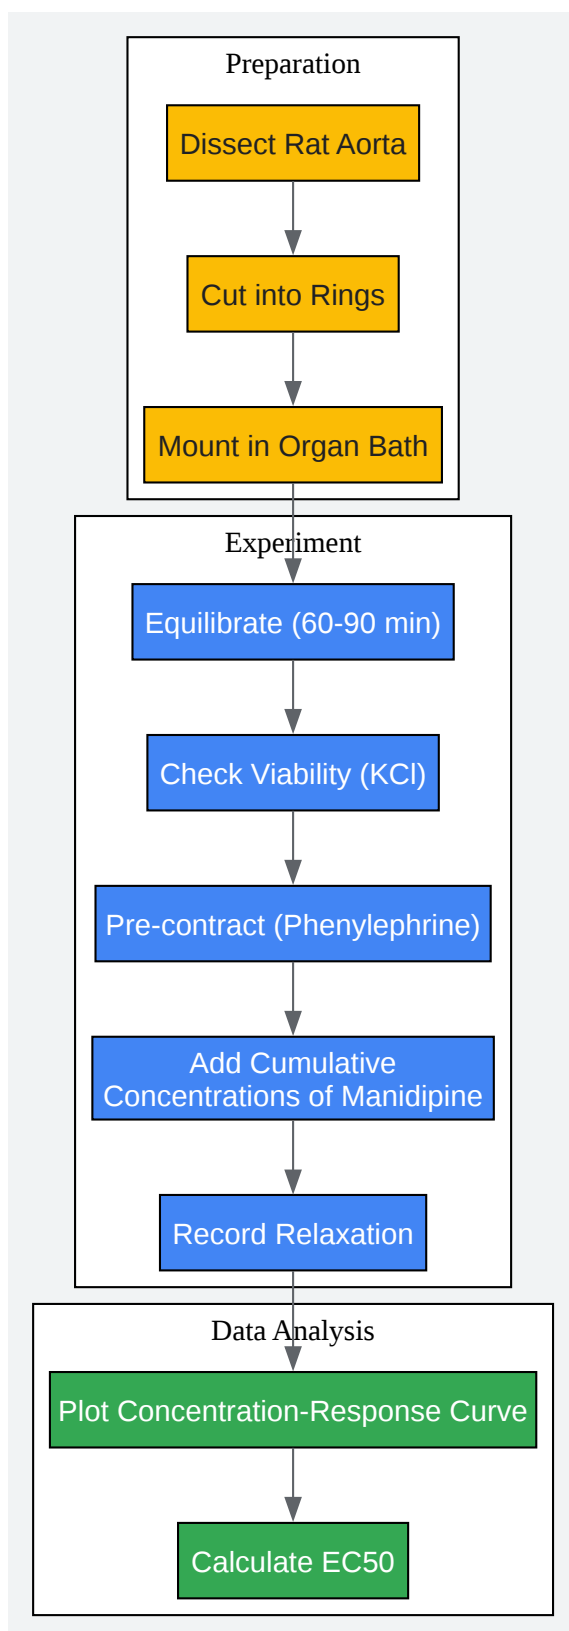 Preparation
Dissect Rat Aorta
Cut into Rings
Mount in Organ Bath
Experiment
Equilibrate (60-90 min)
Check Viability (KCl)
Pre-contract (Phenylephrine)
Add Cumulative
Concentrations of Manidipine
Record Relaxation
Data Analysis
Plot Concentration-Response Curve
Calculate EC50